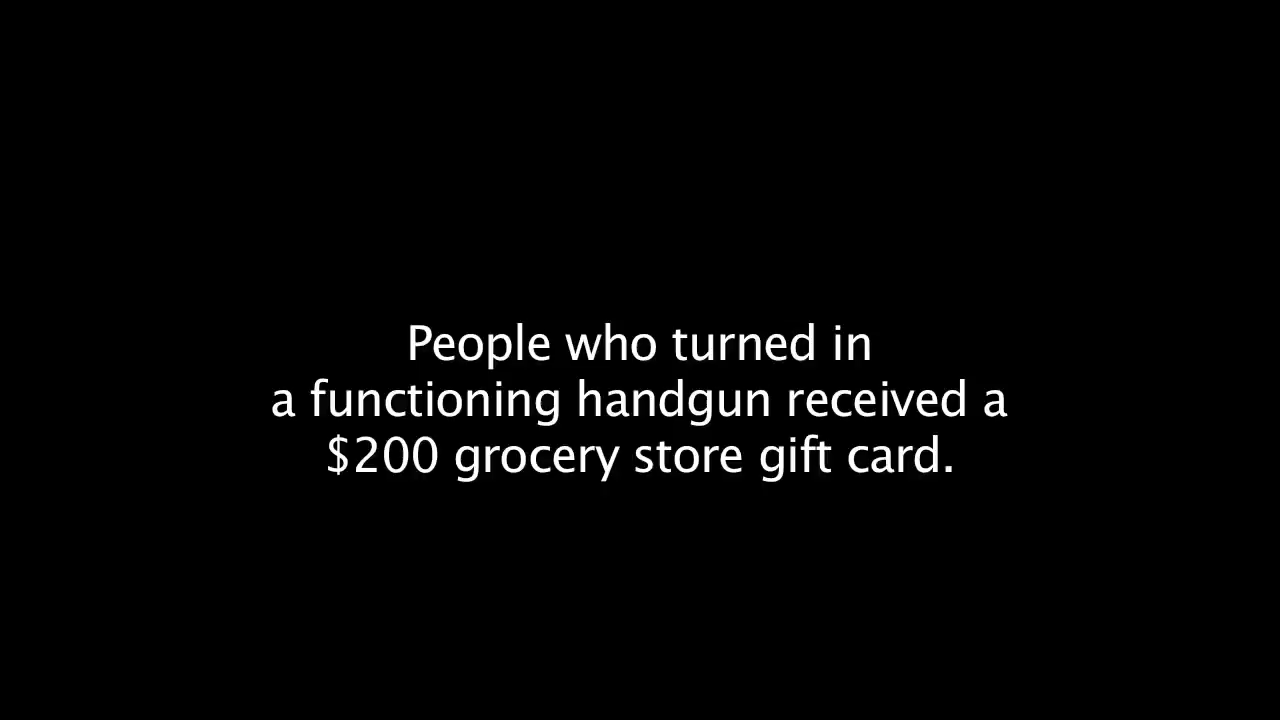 People who turned in
a functioning handgun received a
$200 grocery store gift card.